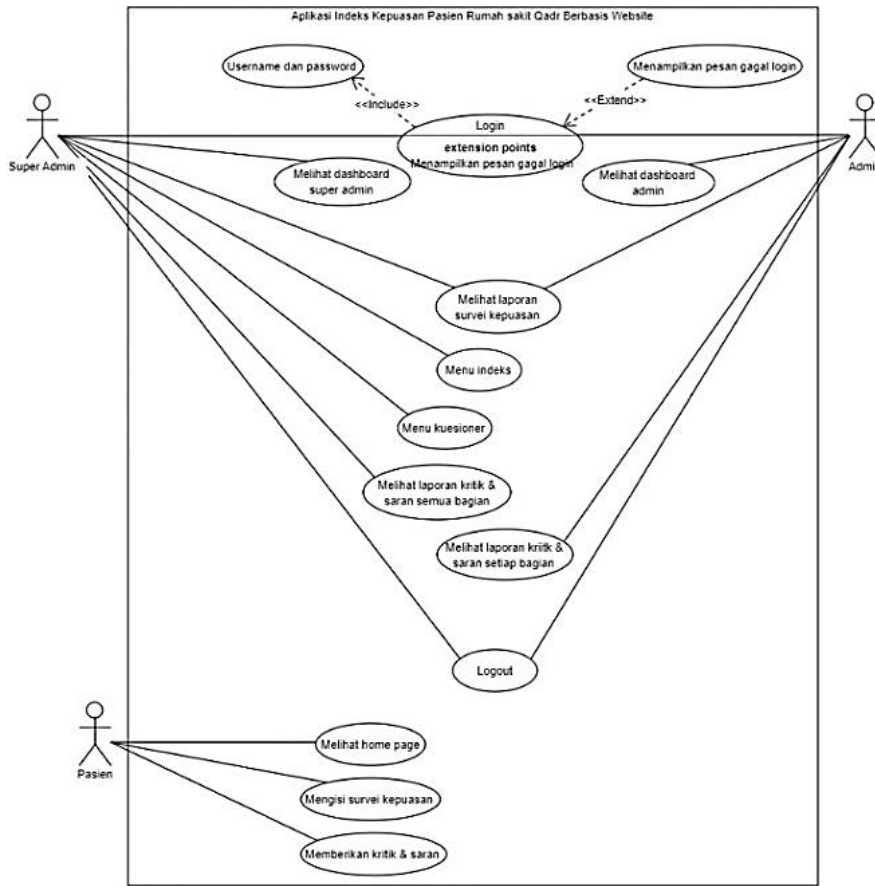 Aplikasi Indeks Kepuasan Pasien Rumah sakit Qadr Berbasis Website
Username dan password
Menampilkan pesan gagal login
<<Include>>
<<Extend>>
Login
extension points
Menampilkan pesan gagal login
Super Admin
Admin
Melihat dashboard
super admin
Melihat dashboard
admin
Melihat laporan
survei kepuasan
Menu indeks
Menu kuesioner
Melihat laporan kritik &
saran semua bagian
Melihat laporan kriitk &
saran setiap bagian
Logout
Pasien
Melihat home page
Mengisi survei kepuasan
Memberikan kritik & saran